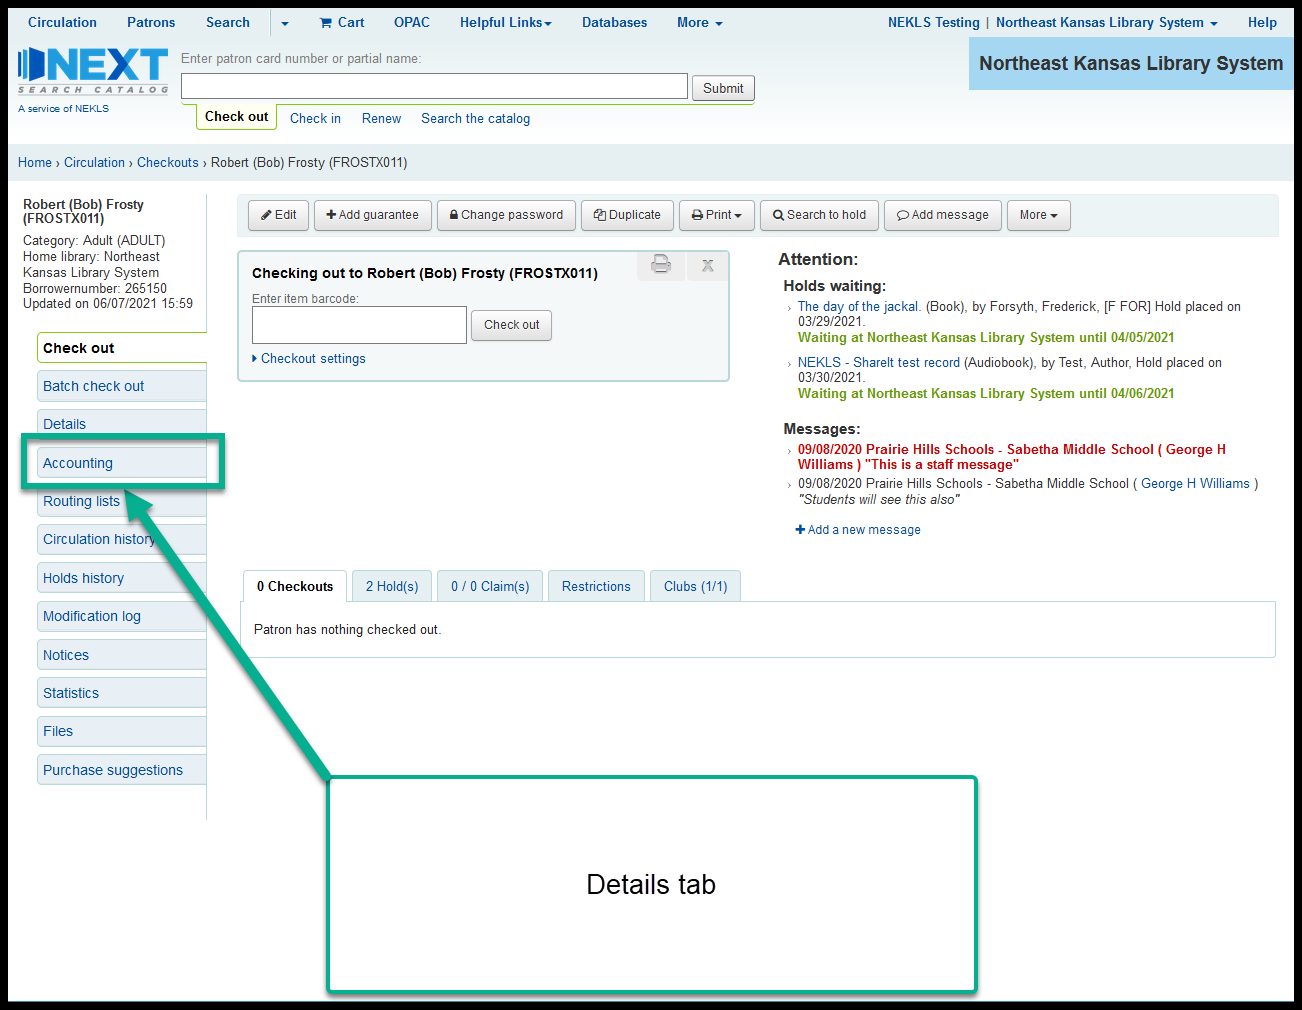 Circulation Patrons Search Cart OPAC Helpful Links Databases More NEKLS Testing | Northeast Kansas Library System Help
NEXT
SEARCH CATALOG
A service of NEKLS
Enter patron card number or partial name:
Submit
Check out Check in Renew Search the catalog
Northeast Kansas Library System
Home › Circulation › Checkouts › Robert (Bob) Frosty (FROSTX011)
Robert (Bob) Frosty
(FROSTX011)
Category: Adult (ADULT)
Home library: Northeast
Kansas Library System
Borrowernumber: 265150
Updated on 06/07/2021 15:59
Check out
Batch check out
Details
Accounting
Routing lists
Circulation history
Holds history
Modification log
Notices
Statistics
Files
Purchase suggestions
Edit Add guarantee Change password Duplicate Print Search to hold Add message More
Checking out to Robert (Bob) Frosty (FROSTX011) X
Enter item barcode:
Check out
Checkout settings
Attention:
Holds waiting:
The day of the jackal. (Book), by Forsyth, Frederick, [F FOR] Hold placed on
03/29/2021.
Waiting at Northeast Kansas Library System until 04/05/2021
NEKLS - ShareIt test record (Audiobook), by Test, Author, Hold placed on
03/30/2021.
Waiting at Northeast Kansas Library System until 04/06/2021
Messages:
09/08/2020 Prairie Hills Schools - Sabetha Middle School ( George H
Williams ) "This is a staff message"
09/08/2020 Prairie Hills Schools - Sabetha Middle School ( George H Williams )
"Students will see this also"
Add a new message
0 Checkouts 2 Hold(s) 0 / 0 Claim(s) Restrictions Clubs (1/1)
Patron has nothing checked out.
Details tab